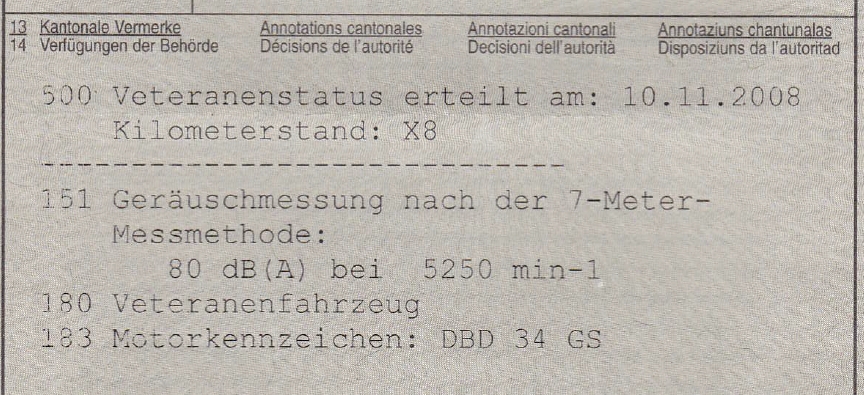 13 Kantonale Vermerke Annotations cantonales Annotazioni cantonali Annotaziuns chantunalas
14 Verfügungen der Behörde Décisions de l'autorité Decisioni dell'autorità Disposiziuns da l'autoritad
500 Veteranenstatus erteilt am: 10.11.2008
Kilometerstand: X8
------------------------------
151 Geräuschmessung nach der 7-Meter-
Messmethode:
80 dB(A) bei 5250 min-1
180 Veteranenfahrzeug
183 Motorkennzeichen: DBD 34 GS